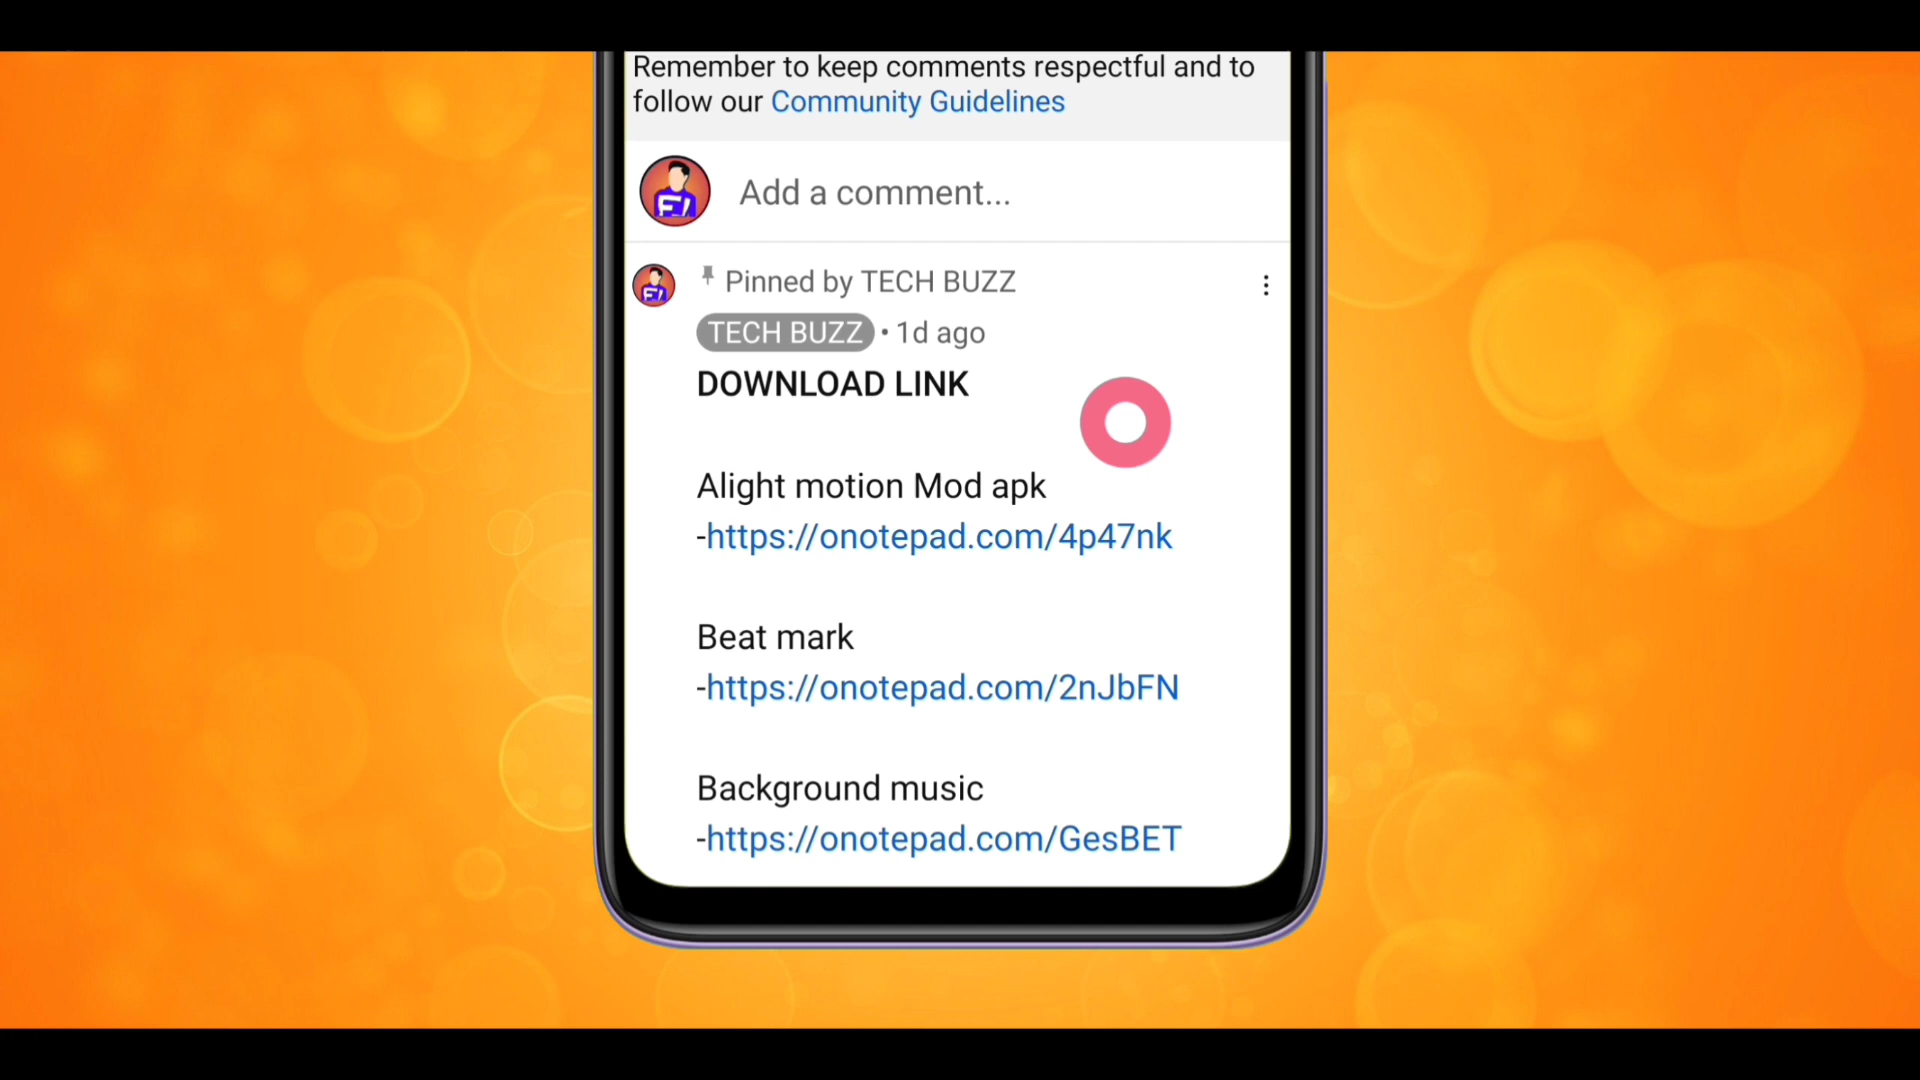 Remember to keep comments respectful and to
follow our Community Guidelines
Add a comment...
Pinned by TECH BUZZ
TECH BUZZ • 1d ago
DOWNLOAD LINK
Alight motion Mod apk
-https://onotepad.com/4p47nk
Beat mark
-https://onotepad.com/2nJbFN
Background music
-https://onotepad.com/GesBET